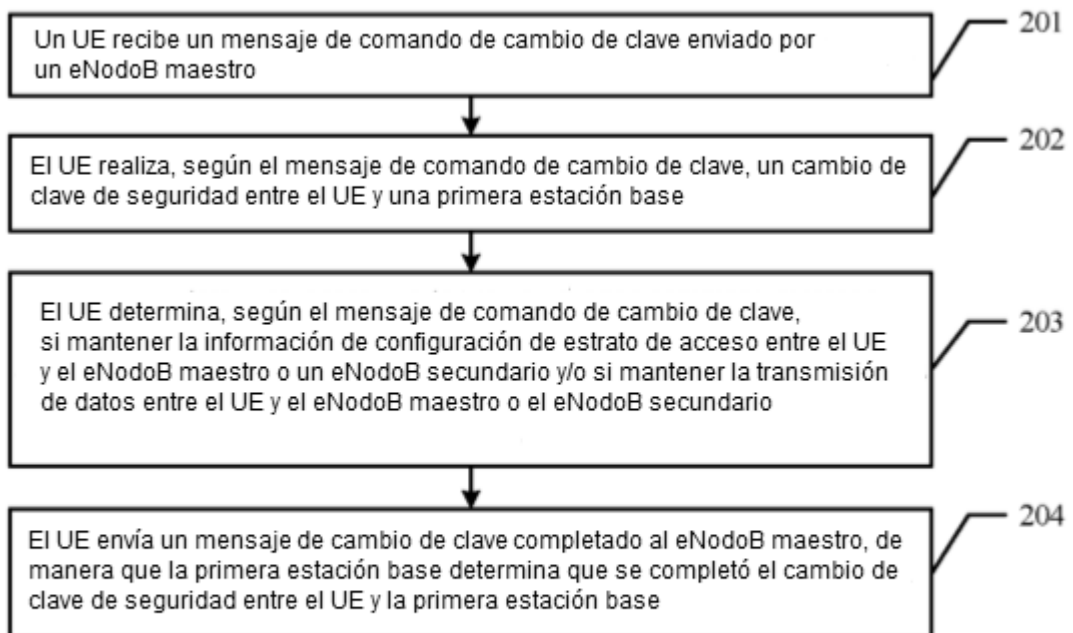 Un UE recibe un mensaje de comando de cambio de clave enviado por
un eNodoB maestro
201
El UE realiza, según el mensaje de comando de cambio de clave, un cambio de
clave de seguridad entre el UE y una primera estación base
202
El UE determina, según el mensaje de comando de cambio de clave,
si mantener la información de configuración de estrato de acceso entre el UE
y el eNodoB maestro o un eNodoB secundario y/o si mantener la transmisión
de datos entre el UE y el eNodoB maestro o el eNodoB secundario
203
El UE envía un mensaje de cambio de clave completado al eNodoB maestro, de
manera que la primera estación base determina que se completó el cambio de
clave de seguridad entre el UE y la primera estación base
204